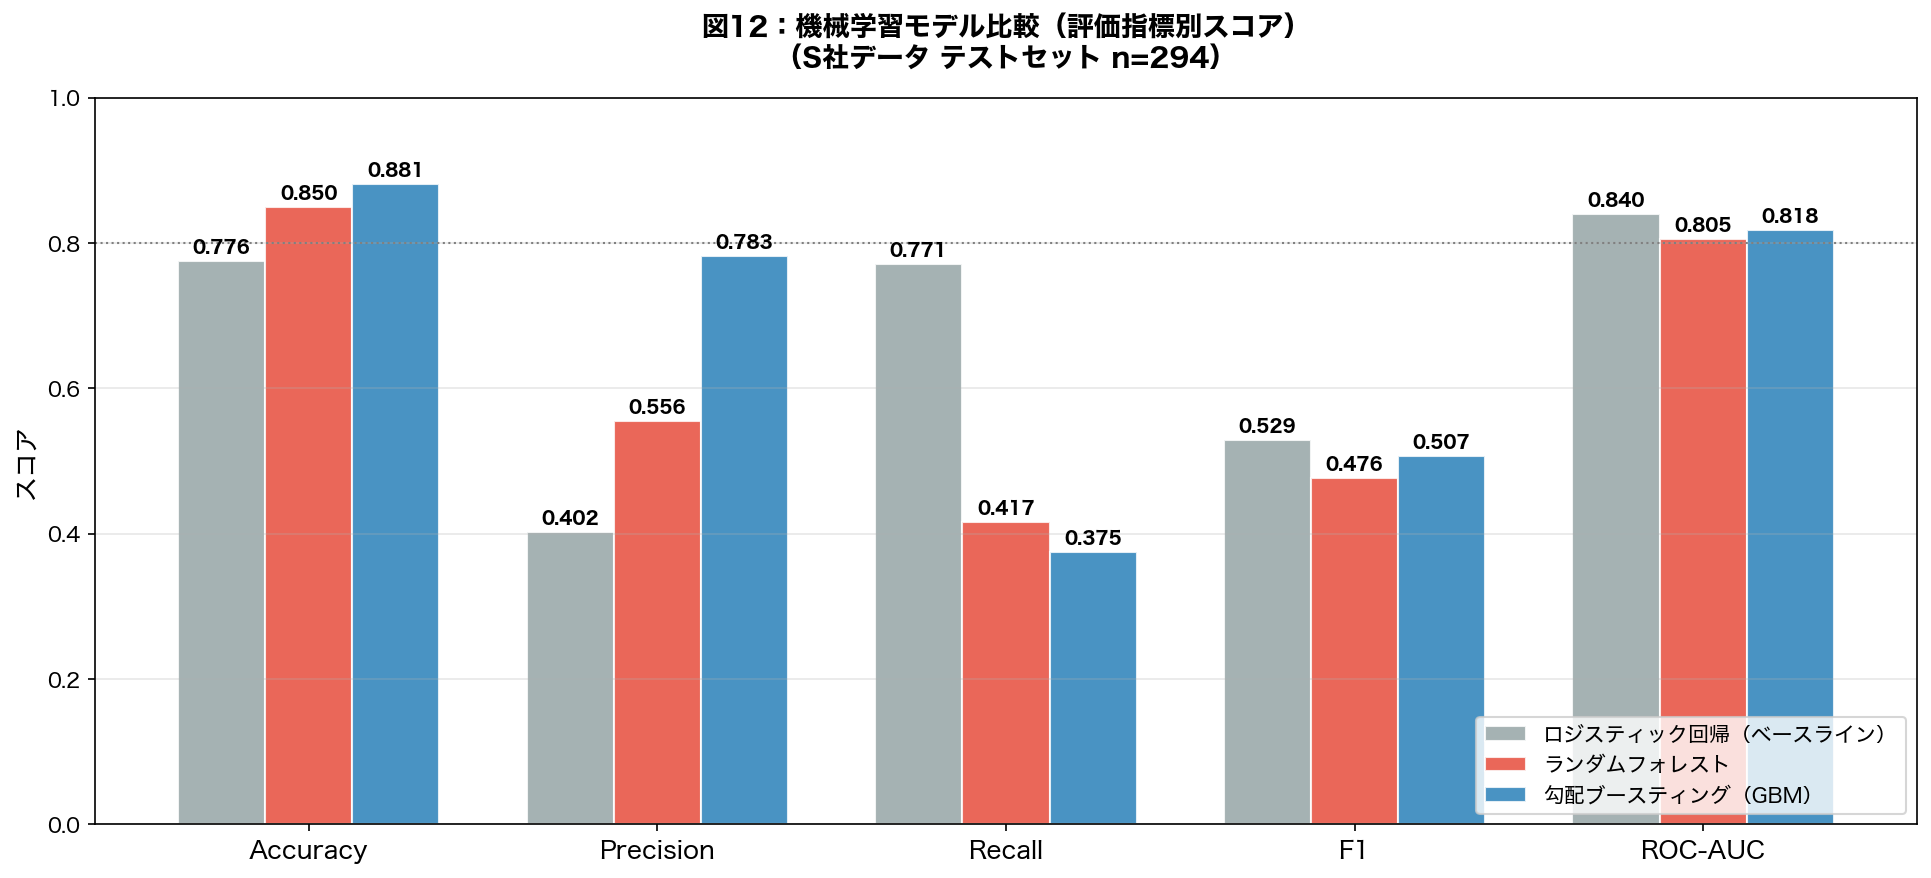 図12：機械学習モデル比較（評価指標別スコア）
（S社データ テストセット n=294）
スコア
1.0
0.8
0.6
0.4
0.2
0.0
0.776
0.850
0.881
0.402
0.556
0.783
0.771
0.417
0.375
0.529
0.476
0.507
0.840
0.805
0.818
ロジスティック回帰（ベースライン）
ランダムフォレスト
勾配ブースティング（GBM）
Accuracy
Precision
Recall
F1
ROC-AUC